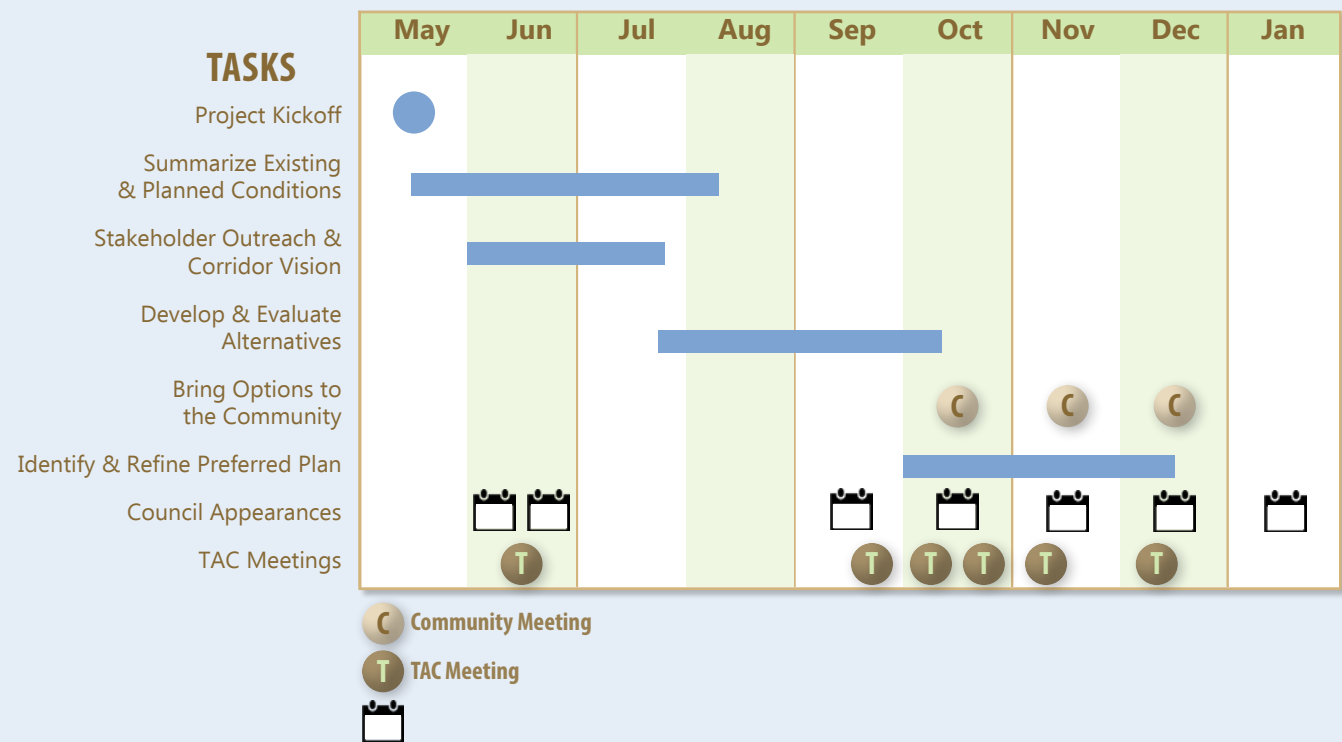 May Jun Jul Aug Sep Oct Nov Dec Jan
TASKS
Project Kickoff
Summarize Existing
& Planned Conditions
Stakeholder Outreach &
Corridor Vision
Develop & Evaluate
Alternatives
Bring Options to
the Community
C C C
Identify & Refine Preferred Plan
Council Appearances
TAC Meetings
T T T T T T
C Community Meeting
T TAC Meeting